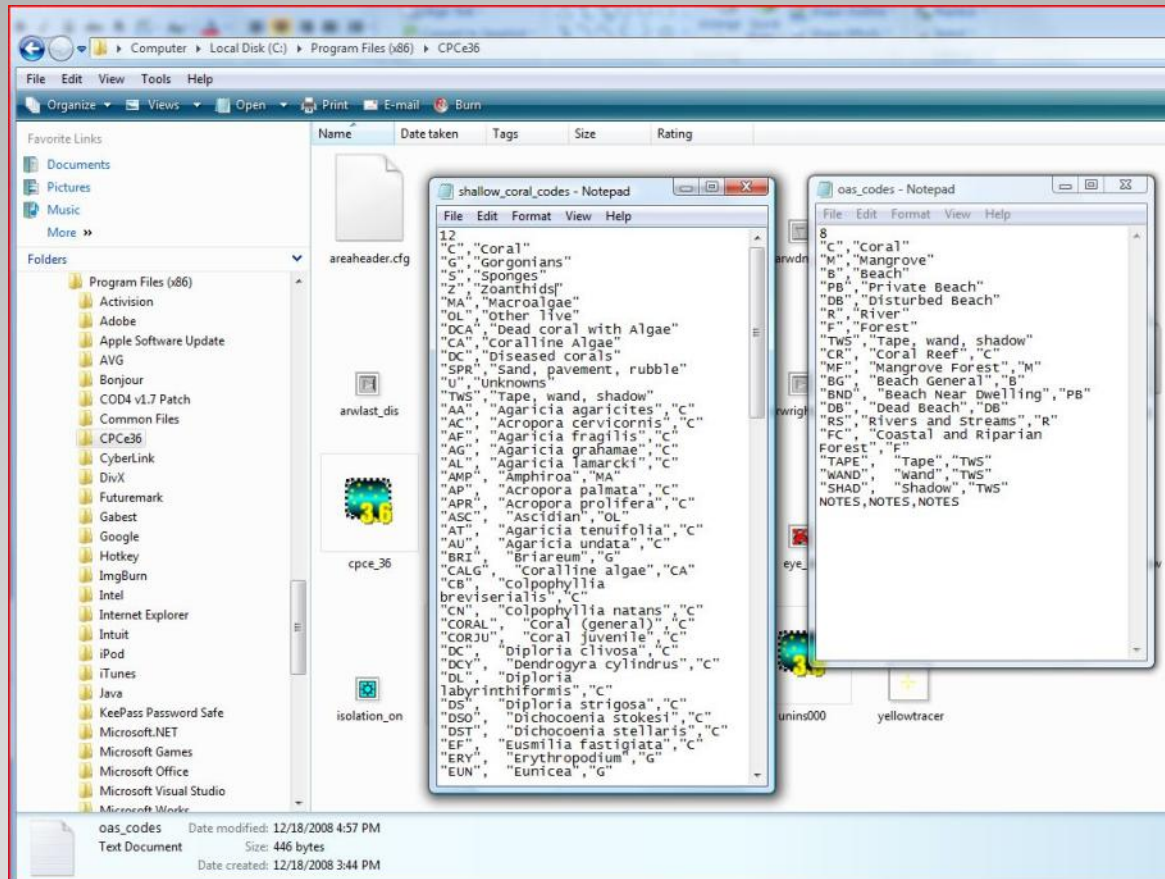 Computer ▸ Local Disk (C:) ▸ Program Files (x86) ▸ CPCe36
File Edit View Tools Help
Organize Views Open Print E-mail Burn
Favorite Links
Documents
Pictures
Music
More »
Folders
Program Files (x86)
Activision
Adobe
Apple Software Update
AVG
Bonjour
COD4 v1.7 Patch
Common Files
CPCe36
CyberLink
DivX
Futuremark
Gabest
Google
Hotkey
ImgBurn
Intel
Internet Explorer
Intuit
iPod
iTunes
Java
KeePass Password Safe
Microsoft.NET
Microsoft Games
Microsoft Office
Microsoft Visual Studio
Microsoft Works
Name Date taken Tags Size Rating
areaheader.cfg
arwlast_dis
3.6
cpce_36
isolation_on
unins000
yellowtracer
shallow_coral_codes - Notepad
File Edit Format View Help
12
"C","Coral"
"G","Gorgonians"
"S","Sponges"
"Z","Zoanthids"
"MA","Macroalgae"
"OL","Other live"
"DCA","Dead coral with Algae"
"CA","Coralline Algae"
"DC","Diseased corals"
"SPR","Sand, pavement, rubble"
"U","Unknowns"
"TWS","Tape, wand, shadow"
"AA", "Agaricia agaricites","C"
"AC", "Acropora cervicornis","C"
"AF", "Agaricia fragilis","C"
"AG", "Agaricia grahamae","C"
"AL", "Agaricia lamarcki","C"
"AMP", "Amphiroa","MA"
"AP", "Acropora palmata","C"
"APR", "Acropora prolifera","C"
"ASC", "Ascidian","OL"
"AT", "Agaricia tenuifolia","C"
"AU", "Agaricia undata","C"
"BRI", "Briareum","G"
"CALG", "Coralline algae","CA"
"CB", "Colpophyllia
breviserialis","C"
"CN", "Colpophyllia natans","C"
"CORAL", "Coral (general)","C"
"CORJU", "Coral juvenile","C"
"DC", "Diploria clivosa","C"
"DCY", "Dendrogyra cylindrus","C"
"DL", "Diploria
labyrinthiformis","C"
"DS", "Diploria strigosa","C"
"DSO", "Dichocoenia stokesi","C"
"DST", "Dichocoenia stellaris","C"
"EF", "Eusmilia fastigiata","C"
"ERY", "Erythropodium","G"
"EUN", "Eunicea","G"
oas_codes - Notepad
File Edit Format View Help
8
"C","Coral"
"M","Mangrove"
"B","Beach"
"PB","Private Beach"
"DB","Disturbed Beach"
"R","River"
"F","Forest"
"TWS","Tape, wand, shadow"
"CR", "Coral Reef","C"
"MF", "Mangrove Forest","M"
"BG", "Beach General","B"
"BND", "Beach Near Dwelling","PB"
"DB", "Dead Beach","DB"
"RS","Rivers and Streams","R"
"FC", "Coastal and Riparian
Forest","F"
"TAPE", "Tape","TWS"
"WAND", "Wand","TWS"
"SHAD", "Shadow","TWS"
NOTES,NOTES,NOTES
oas_codes Date modified: 12/18/2008 4:57 PM
Text Document Size: 446 bytes
Date created: 12/18/2008 3:44 PM